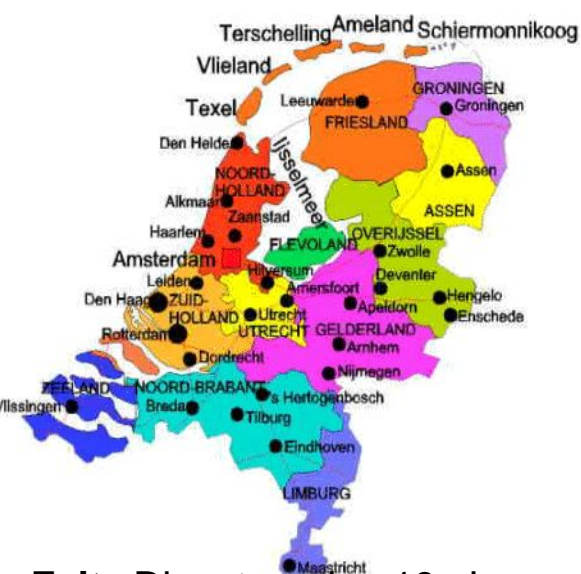 Ameland
Terschelling
Schiermonnikoog
Vlieland
Texel
Leeuwarde
GRONINGEN
Groningen
FRIESLAND
Den Helde
Ijsselmeer
NOORD-
HOLLAND
Assen
Alkmaar
Zaanstad
ASSEN
Haarlem
FLEVOLAND
OVERIJSSEL
Zwolle
Amsterdam
Hilversum
Deventer
Leiden
Amersfoort
Hengelo
Den Haag
ZUID-
HOLLAND
Utrecht
Apeldorn
Enschede
Rotterdam
UTRECHT
GELDERLAND
Arnhem
Dordrecht
Nijmegen
ZEELAND
NOORD-BRABANT
's Hertogenbosch
Vlissingen
Breda
Tilburg
Eindhoven
LIMBURG
Maastricht